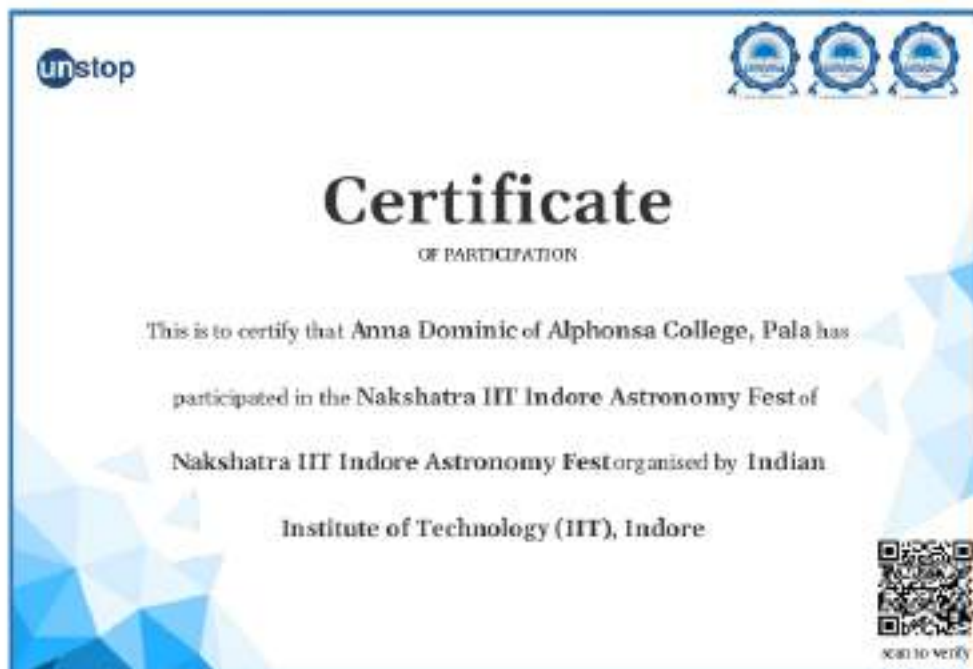 unstop
Certificate
OF PARTICIPATION
This is to certify that Anna Dominic of Alphonsa College, Pala has
participated in the Nakshatra IIT Indore Astronomy Fest of
Nakshatra IIT Indore Astronomy Fest organised by Indian
Institute of Technology (IIT), Indore
scan to verify